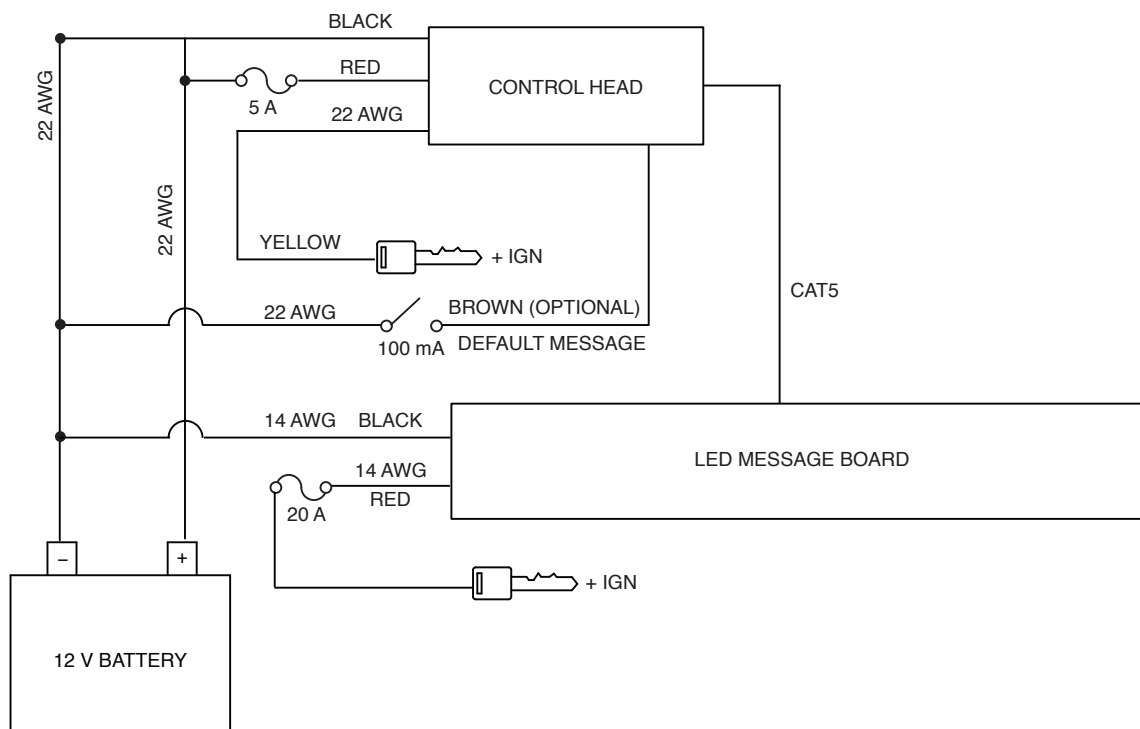 BLACK
RED
5 A
22 AWG
CONTROL HEAD
22 AWG
22 AWG
YELLOW
+ IGN
CAT5
22 AWG
BROWN (OPTIONAL)
100 mA
DEFAULT MESSAGE
14 AWG BLACK
LED MESSAGE BOARD
14 AWG
RED
20 A
− +
+ IGN
12 V BATTERY